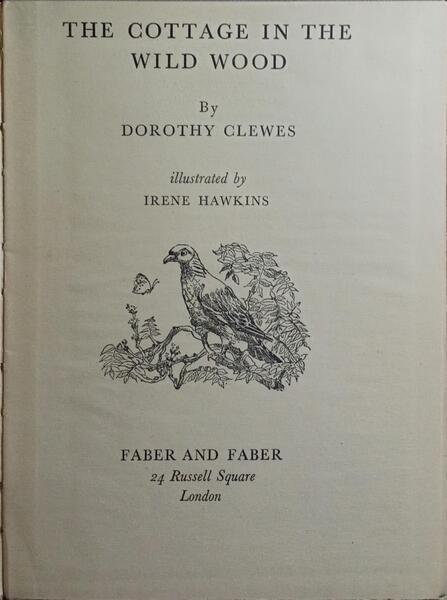 THE COTTAGE IN THE
WILD WOOD
By
DOROTHY CLEWES
illustrated by
IRENE HAWKINS
FABER AND FABER
24 Russell Square
London